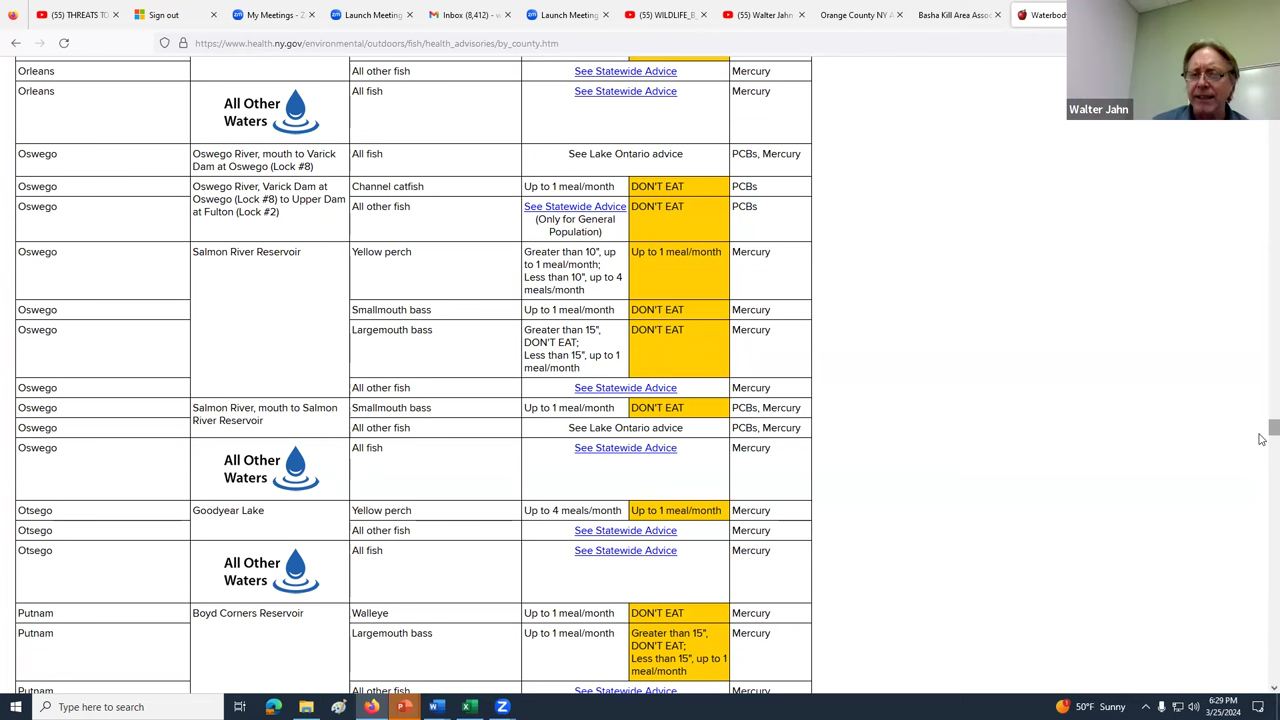 (55) THREATS TO
Sign out
My Meetings - Z
Launch Meeting
Inbox (8,412) - w
Launch Meeting
(55) WILDLIFE_B
(55) Walter Jahn
Orange County NY A
Basha Kill Area Assoc
Waterbody
https://www.health.ny.gov/environmental/outdoors/fish/health_advisories/by_county.htm
Walter Jahn
Orleans All other fish See Statewide Advice Mercury
Orleans All Other Waters All fish See Statewide Advice Mercury
Oswego Oswego River, mouth to Varick All fish See Lake Ontario advice PCBs, Mercury
Dam at Oswego (Lock #8)
Oswego Oswego River, Varick Dam at Channel catfish Up to 1 meal/month DON'T EAT PCBs
Oswego Oswego (Lock #8) to Upper Dam All other fish See Statewide Advice DON'T EAT PCBs
at Fulton (Lock #2) (Only for General
Population)
Oswego Salmon River Reservoir Yellow perch Greater than 10", up Up to 1 meal/month Mercury
to 1 meal/month;
Less than 10", up to 4
meals/month
Oswego Smallmouth bass Up to 1 meal/month DON'T EAT Mercury
Oswego Largemouth bass Greater than 15", DON'T EAT Mercury
DON'T EAT;
Less than 15", up to 1
meal/month
Oswego All other fish See Statewide Advice Mercury
Oswego Salmon River, mouth to Salmon Smallmouth bass Up to 1 meal/month DON'T EAT PCBs, Mercury
Oswego River Reservoir All other fish See Lake Ontario advice PCBs, Mercury
Oswego All Other Waters All fish See Statewide Advice Mercury
Otsego Goodyear Lake Yellow perch Up to 4 meals/month Up to 1 meal/month Mercury
Otsego All other fish See Statewide Advice Mercury
Otsego All Other Waters All fish See Statewide Advice Mercury
Putnam Boyd Corners Reservoir Walleye Up to 1 meal/month DON'T EAT Mercury
Putnam Largemouth bass Up to 1 meal/month Greater than 15", Mercury
DON'T EAT;
Less than 15", up to 1
meal/month
Putnam All other fish See Statewide Advice Mercury
Type here to search
50°F Sunny
6:29 PM
3/25/2024